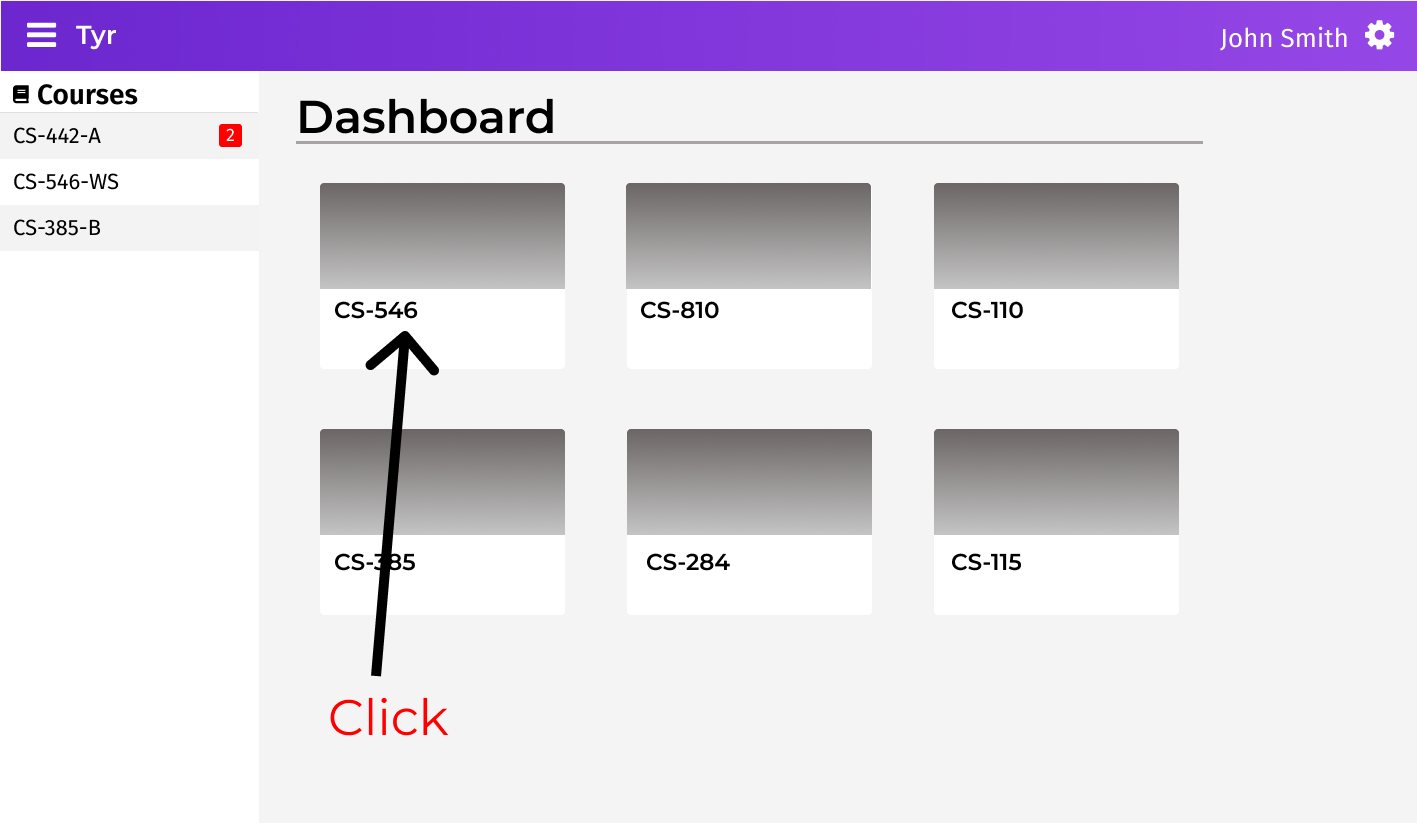 Tyr
John Smith
Courses
CS-442-A 2
CS-546-WS
CS-385-B
Dashboard
CS-546
CS-810
CS-110
CS-385
CS-284
CS-115
Click